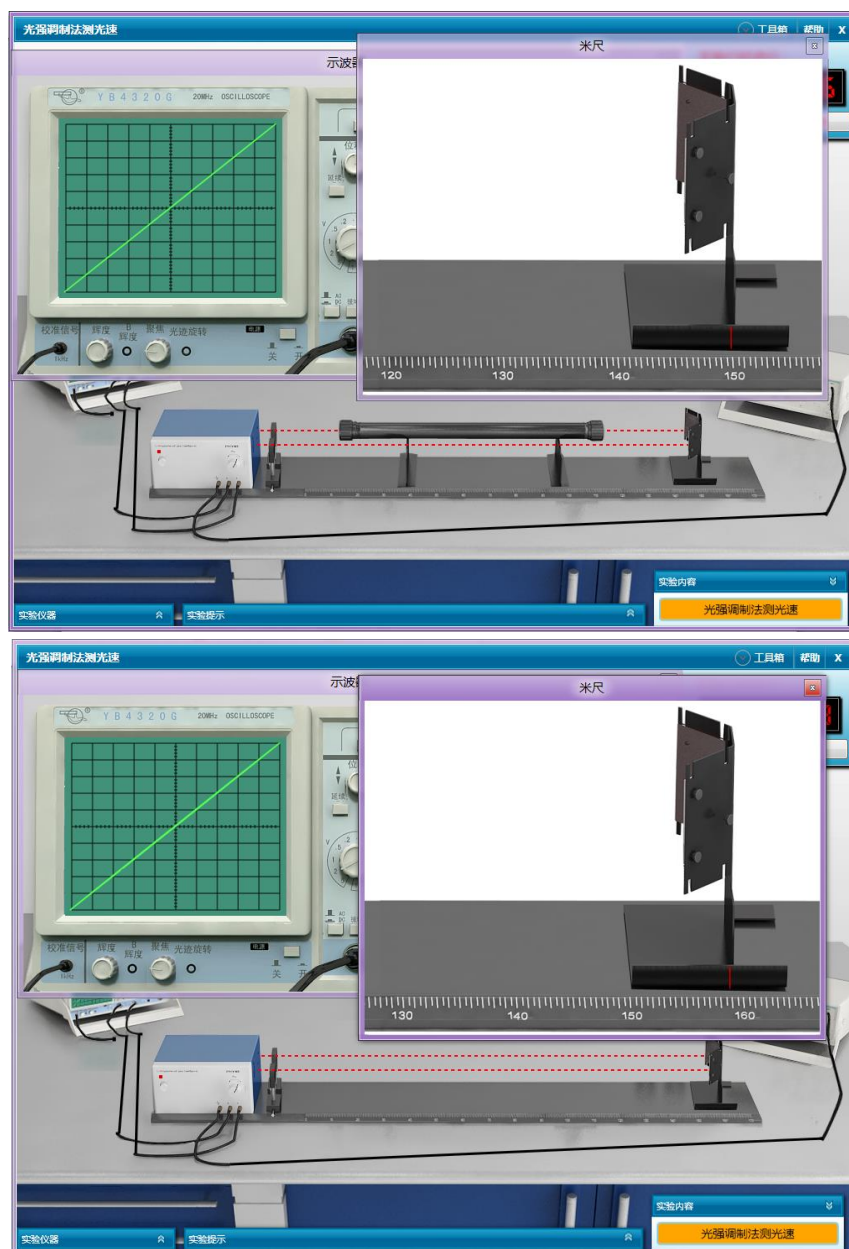 光强调制法测光速 工具箱 帮助 x
米尺
示波器
YB4320G 20MHz OSCILLOSCOPE
校准信号 辉度 B辉度 聚焦 光迹旋转 电源
1kHz
关 开
120 130 140 150
实验内容
光强调制法测光速
实验仪器 实验提示
光强调制法测光速 工具箱 帮助 x
米尺
示波
YB4320G 20MHz OSCILLOSCOPE
校准信号 辉度 B辉度 聚焦 光迹旋转 电源
1kHz
关 开
130 140 150 160
实验内容
光强调制法测光速
实验仪器 实验提示